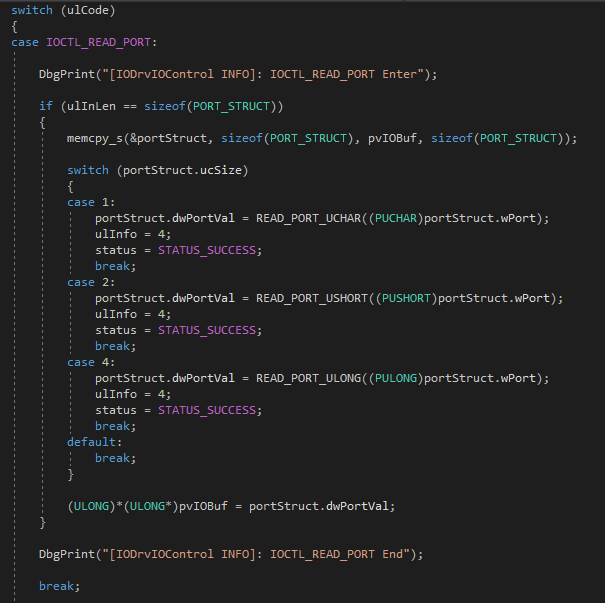 switch (ulCode)
{
case IOCTL_READ_PORT:
DbgPrint("[IODrvIOControl INFO]: IOCTL_READ_PORT Enter");
if (ulInLen == sizeof(PORT_STRUCT))
{
memcpy_s(&portStruct, sizeof(PORT_STRUCT), pvIOBuf, sizeof(PORT_STRUCT));
switch (portStruct.ucSize)
{
case 1:
portStruct.dwPortVal = READ_PORT_UCHAR((PUCHAR)portStruct.wPort);
ulInfo = 4;
status = STATUS_SUCCESS;
break;
case 2:
portStruct.dwPortVal = READ_PORT_USHORT((PUSHORT)portStruct.wPort);
ulInfo = 4;
status = STATUS_SUCCESS;
break;
case 4:
portStruct.dwPortVal = READ_PORT_ULONG((PULONG)portStruct.wPort);
ulInfo = 4;
status = STATUS_SUCCESS;
break;
default:
break;
}
(ULONG)*(ULONG*)pvIOBuf = portStruct.dwPortVal;
}
DbgPrint("[IODrvIOControl INFO]: IOCTL_READ_PORT End");
break;